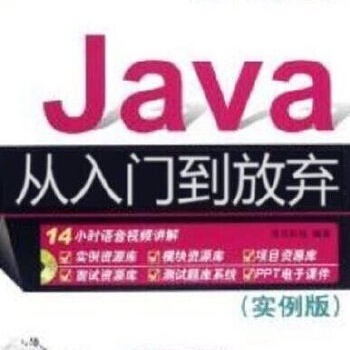 Java
从入门到放弃
14小时语音视频讲解
实例资源库 模块资源库 项目资源库
面试资源库 测试题库系统 PPT电子课件
(实例版)